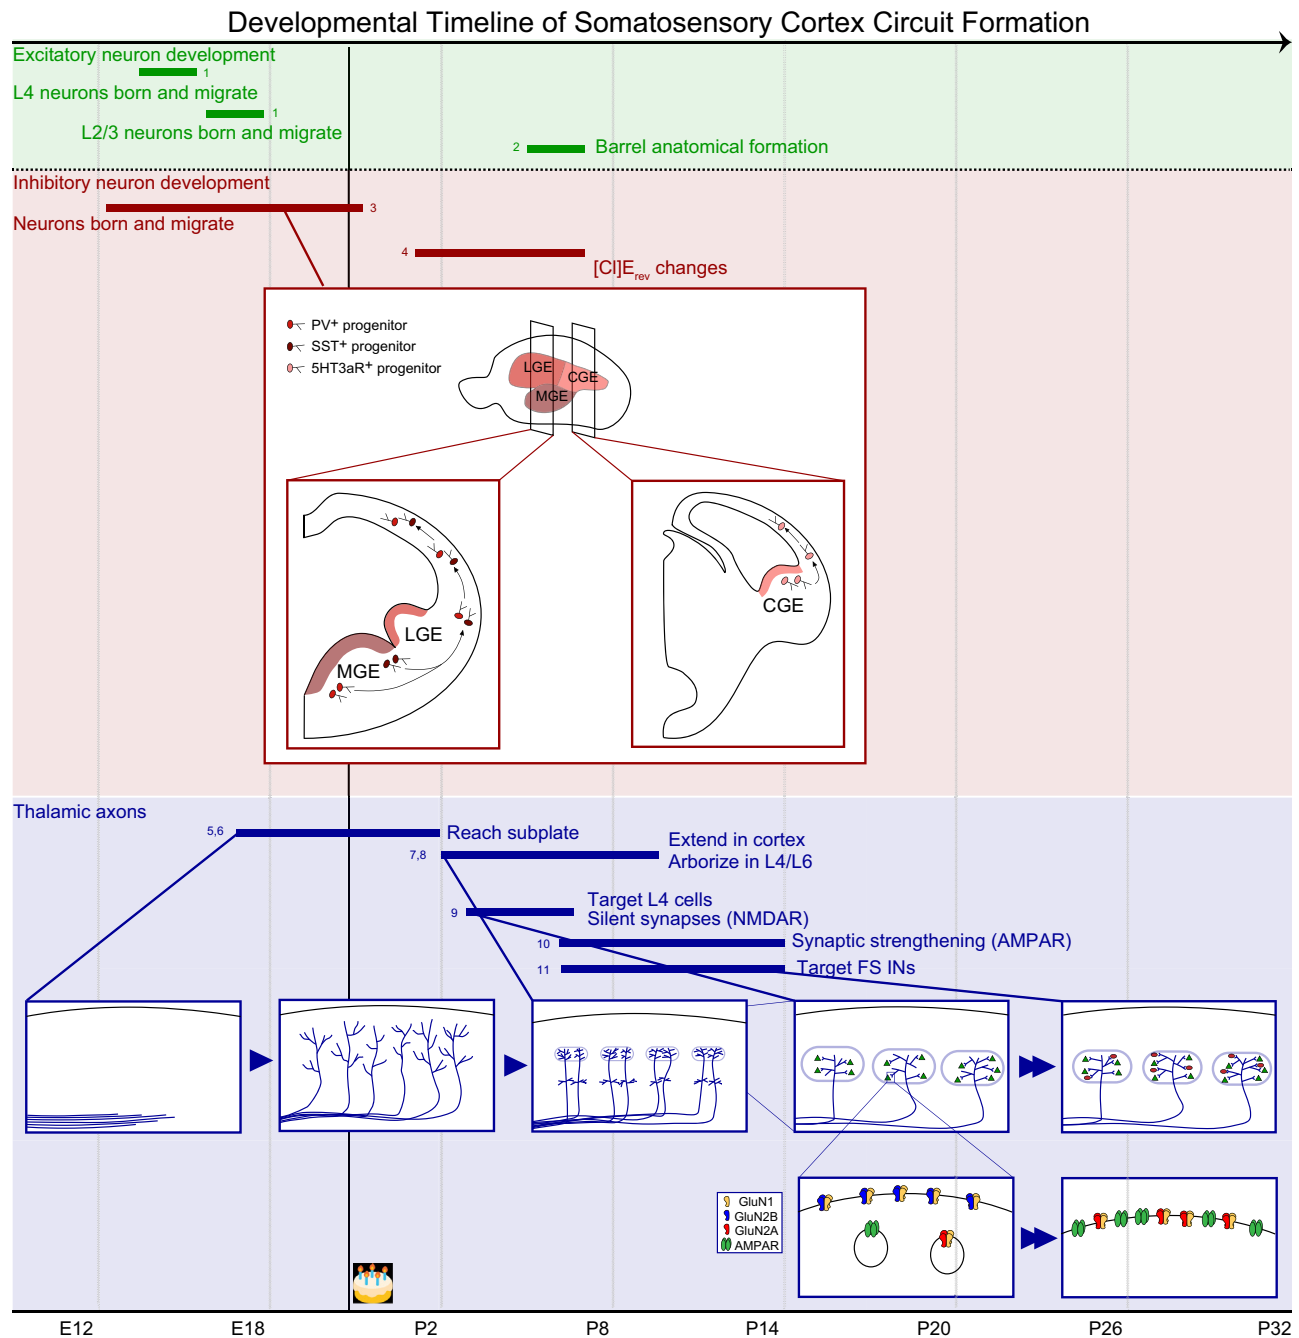 Developmental Timeline of Somatosensory Cortex Circuit Formation
Excitatory neuron development
1
L4 neurons born and migrate
1
L2/3 neurons born and migrate
2 Barrel anatomical formation
Inhibitory neuron development
3
Neurons born and migrate
4
[Cl]Erev changes
PV+ progenitor
SST+ progenitor
5HT3aR+ progenitor
LGE
CGE
MGE
LGE
MGE
CGE
Thalamic axons
5,6 Reach subplate
7,8 Extend in cortex
Arborize in L4/L6
9 Target L4 cells
Silent synapses (NMDAR)
10 Synaptic strengthening (AMPAR)
11 Target FS INs
GluN1
GluN2B
GluN2A
AMPAR
E12 E18 P2 P8 P14 P20 P26 P32